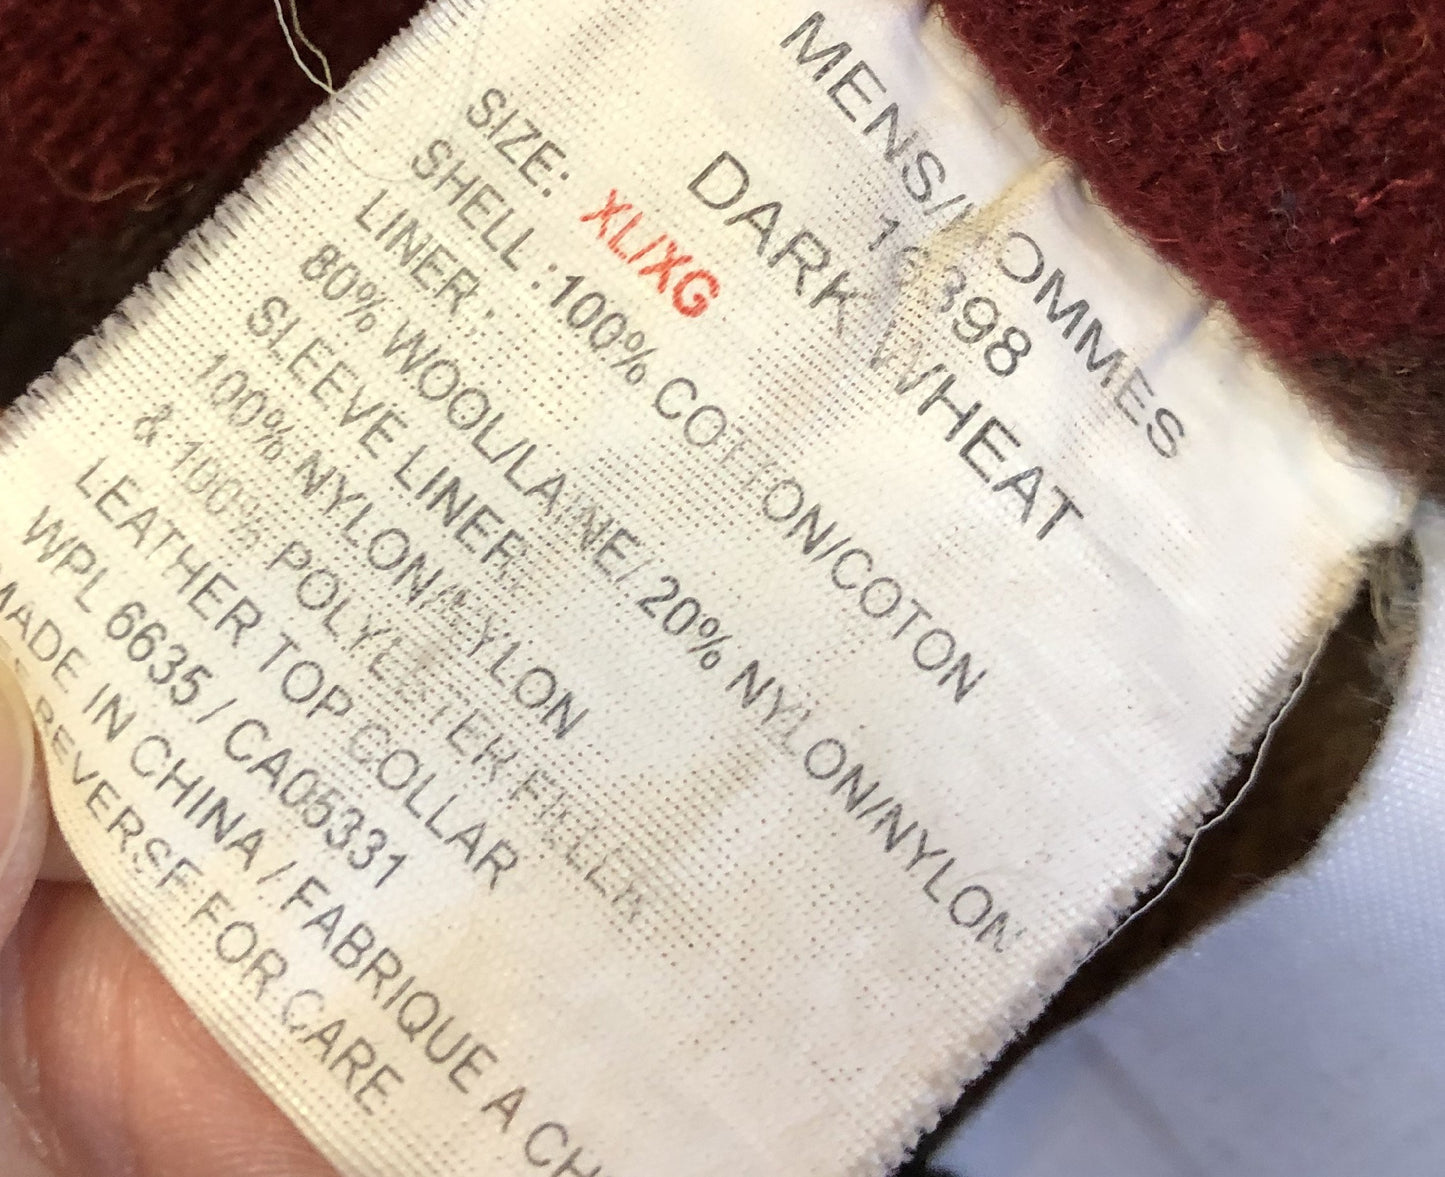 MENS/HOMMES
DARK WHEAT
SIZE: XL/XG
SHELL :100% COTTON/COTON
LINER:
80% WOOL/LAINE/ 20% NYLON/NYLON
SLEEVE LINER
100% NYLON/NYLON
& 100% POLYESTER FILLER
LEATHER TOP COLLAR
WPL 6635 / CA05331
MADE IN CHINA / FABRIQUE A CH
REVERSE FOR CARE